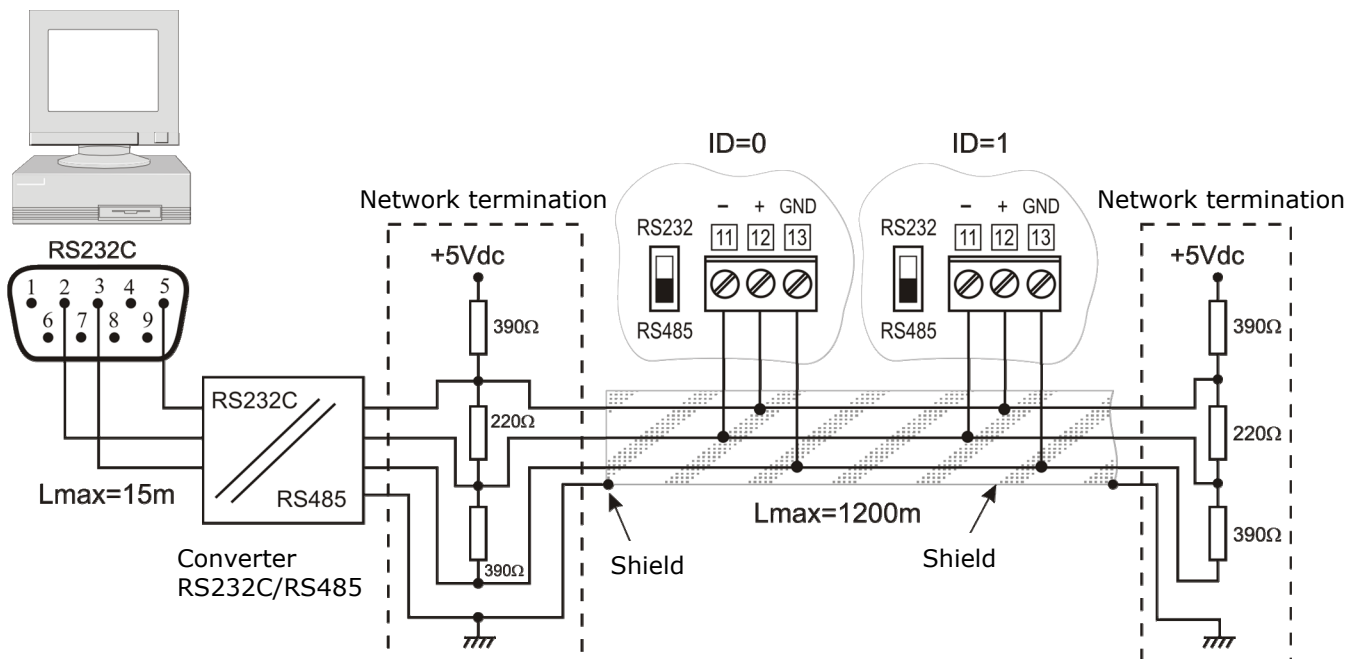 ID=0
ID=1
Network termination
Network termination
− + GND
− + GND
RS232
RS232
11 12 13
11 12 13
RS232C
+5Vdc
+5Vdc
1 2 3 4 5
6 7 8 9
390Ω
RS485
RS485
390Ω
RS232C
220Ω
220Ω
Lmax=15m
RS485
Lmax=1200m
390Ω
Converter
RS232C/RS485
390Ω
Shield
Shield